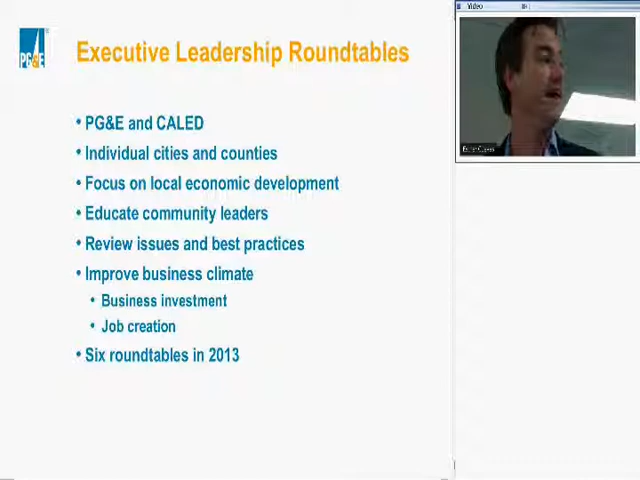 Video
PG&E
Executive Leadership Roundtables
• PG&E and CALED
• Individual cities and counties
• Focus on local economic development
• Educate community leaders
• Review issues and best practices
• Improve business climate
• Business investment
• Job creation
• Six roundtables in 2013